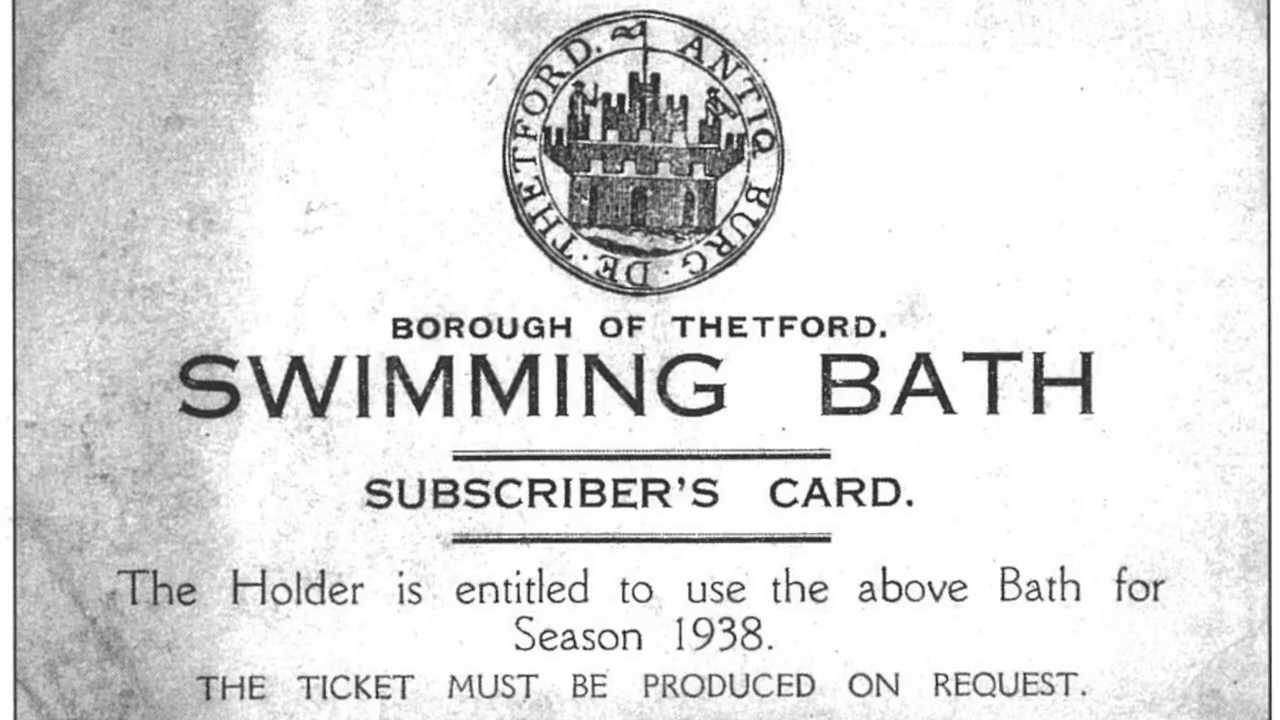 ANTIQ BURG · DE · THETFORD.
BOROUGH OF THETFORD.
SWIMMING BATH
SUBSCRIBER'S CARD.
The Holder is entitled to use the above Bath for
Season 1938.
THE TICKET MUST BE PRODUCED ON REQUEST.